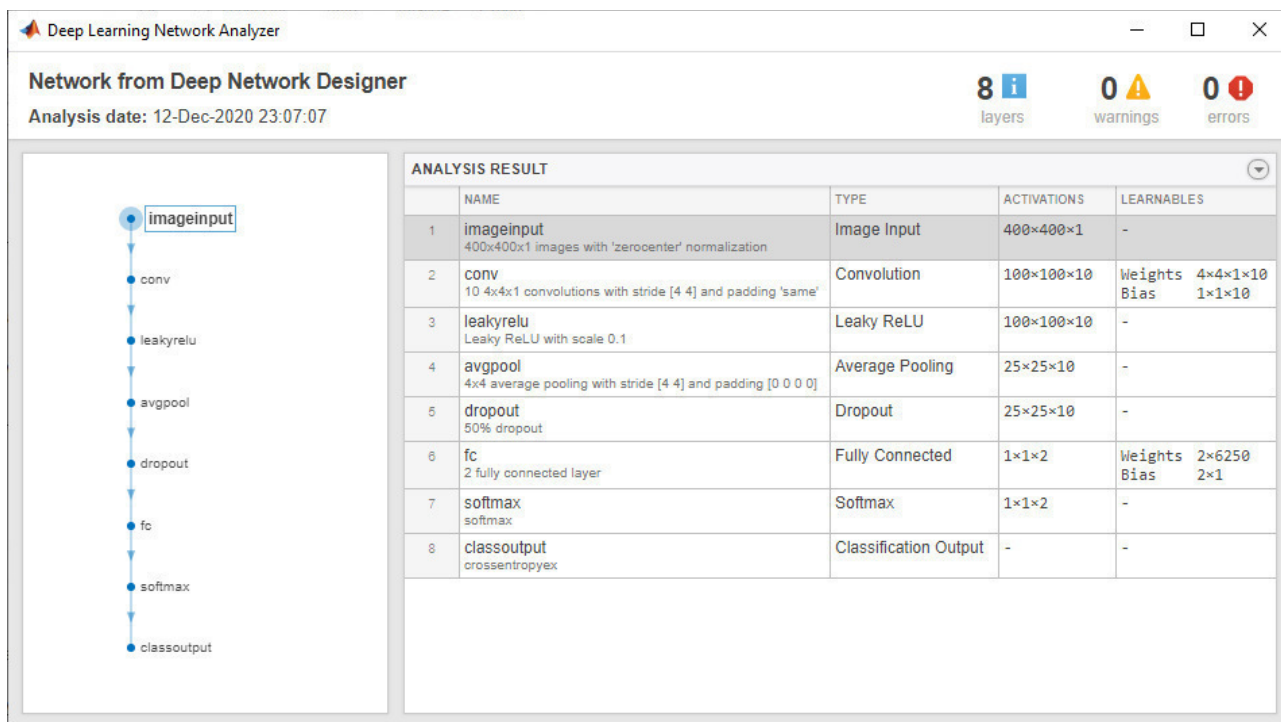 Deep Learning Network Analyzer
Network from Deep Network Designer
Analysis date: 12-Dec-2020 23:07:07
8 i
layers
0
warnings
0
errors
imageinput
conv
leakyrelu
avgpool
dropout
fc
softmax
classoutput
ANALYSIS RESULT
NAME TYPE ACTIVATIONS LEARNABLES
1 imageinput Image Input 400×400×1 -
400x400x1 images with 'zerocenter' normalization
2 conv Convolution 100×100×10 Weights 4×4×1×10
10 4x4x1 convolutions with stride [4 4] and padding 'same' Bias 1×1×10
3 leakyrelu Leaky ReLU 100×100×10 -
Leaky ReLU with scale 0.1
4 avgpool Average Pooling 25×25×10 -
4x4 average pooling with stride [4 4] and padding [0 0 0 0]
5 dropout Dropout 25×25×10 -
50% dropout
6 fc Fully Connected 1×1×2 Weights 2×6250
2 fully connected layer Bias 2×1
7 softmax Softmax 1×1×2 -
softmax
8 classoutput Classification Output - -
crossentropyex